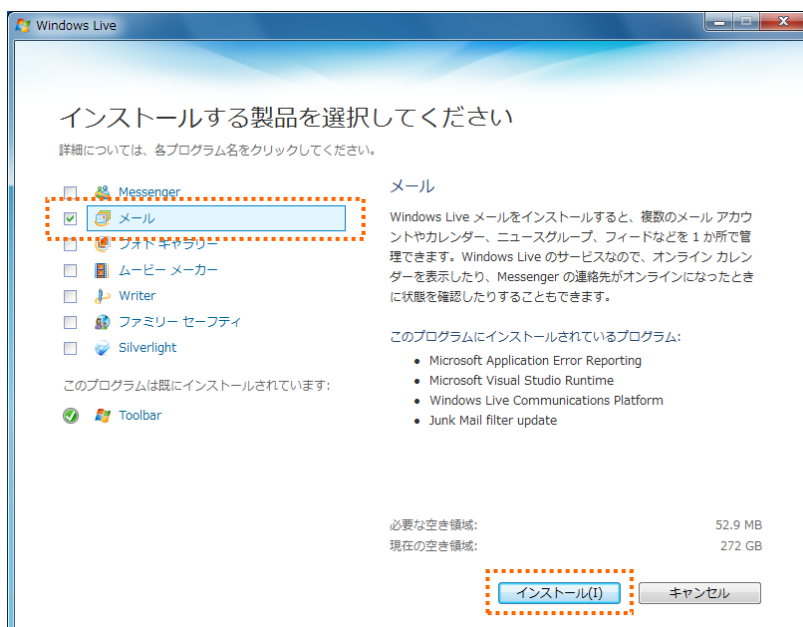 Windows Live
インストールする製品を選択してください
詳細については、各プログラム名をクリックしてください。
Messenger
メール
フォト ギャラリー
ムービー メーカー
Writer
ファミリー セーフティ
Silverlight
このプログラムは既にインストールされています:
Toolbar
メール
Windows Live メールをインストールすると、複数のメール アカウ
ントやカレンダー、ニュースグループ、フィードなどを 1 か所で管
理できます。Windows Live のサービスなので、オンライン カレン
ダーを表示したり、Messenger の連絡先がオンラインになったとき
に状態を確認したりすることもできます。
このプログラムにインストールされているプログラム:
• Microsoft Application Error Reporting
• Microsoft Visual Studio Runtime
• Windows Live Communications Platform
• Junk Mail filter update
必要な空き領域: 52.9 MB
現在の空き領域: 272 GB
インストール(I) キャンセル